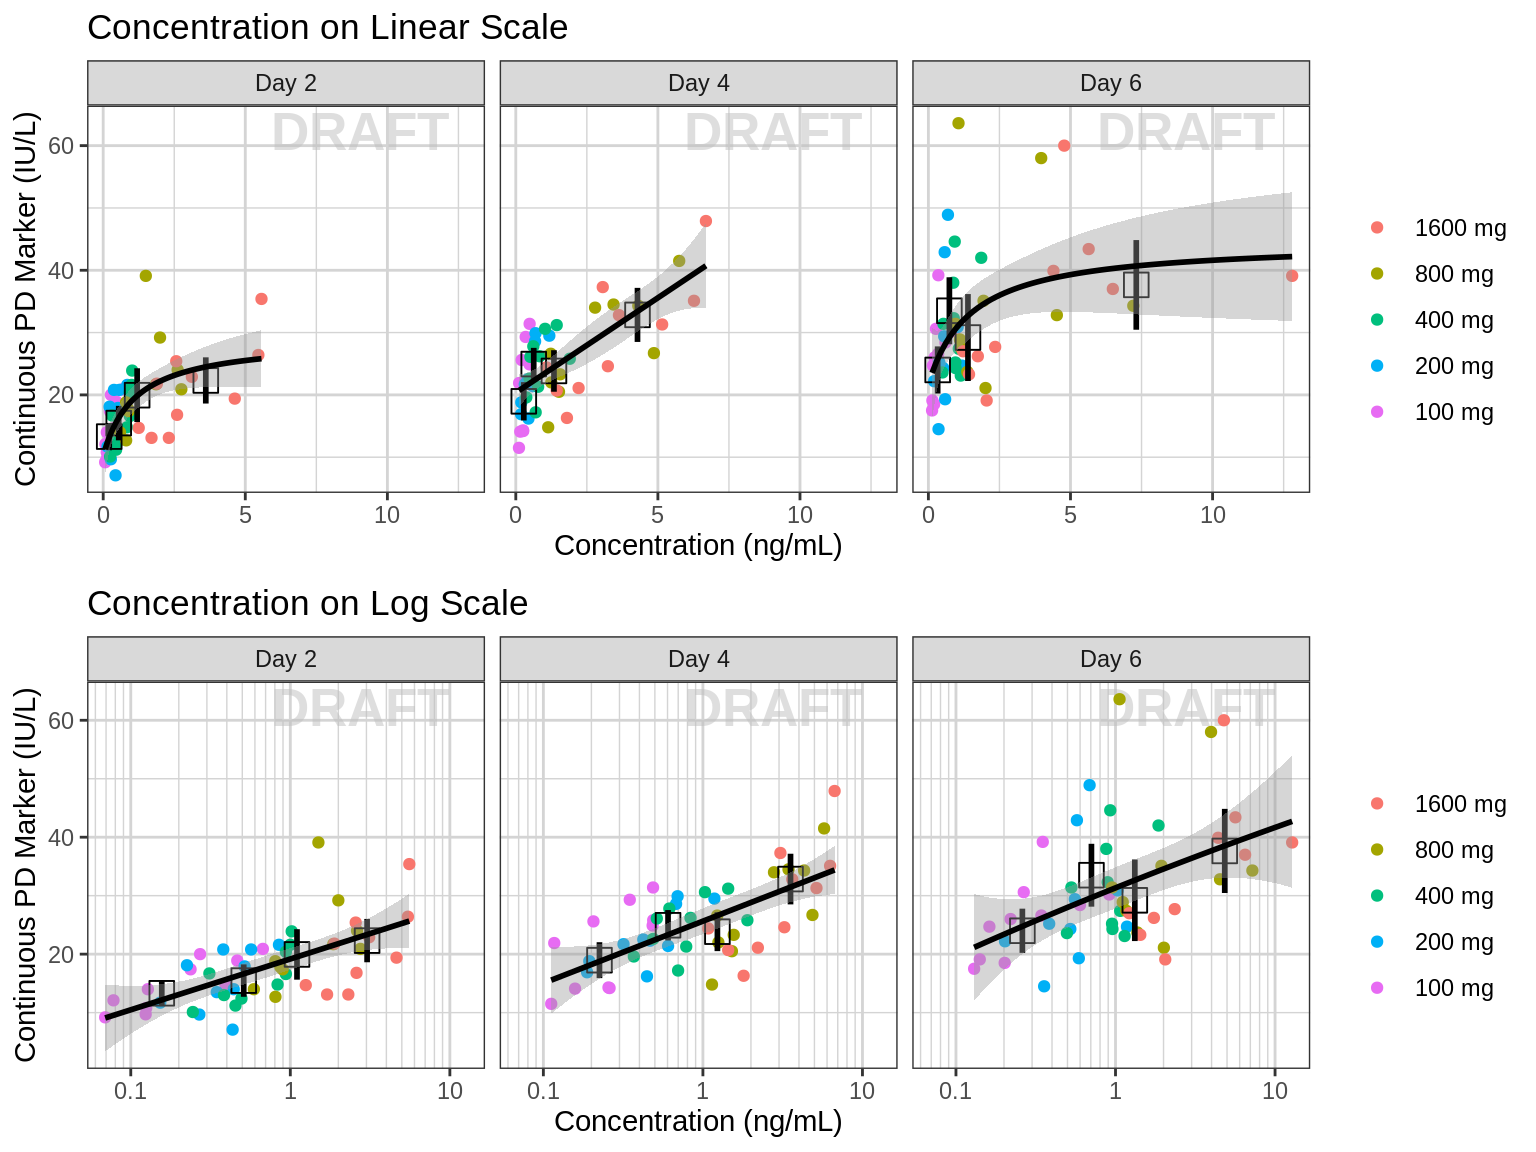 Concentration on Linear Scale
Day 2
Day 4
Day 6
DRAFT
DRAFT
DRAFT
Continuous PD Marker (IU/L)
60
40
20
0
5
10
0
5
10
0
5
10
Concentration (ng/mL)
1600 mg
800 mg
400 mg
200 mg
100 mg
Concentration on Log Scale
Day 2
Day 4
Day 6
DRAFT
DRAFT
DRAFT
Continuous PD Marker (IU/L)
60
40
20
0.1
1
10
0.1
1
10
0.1
1
10
Concentration (ng/mL)
1600 mg
800 mg
400 mg
200 mg
100 mg